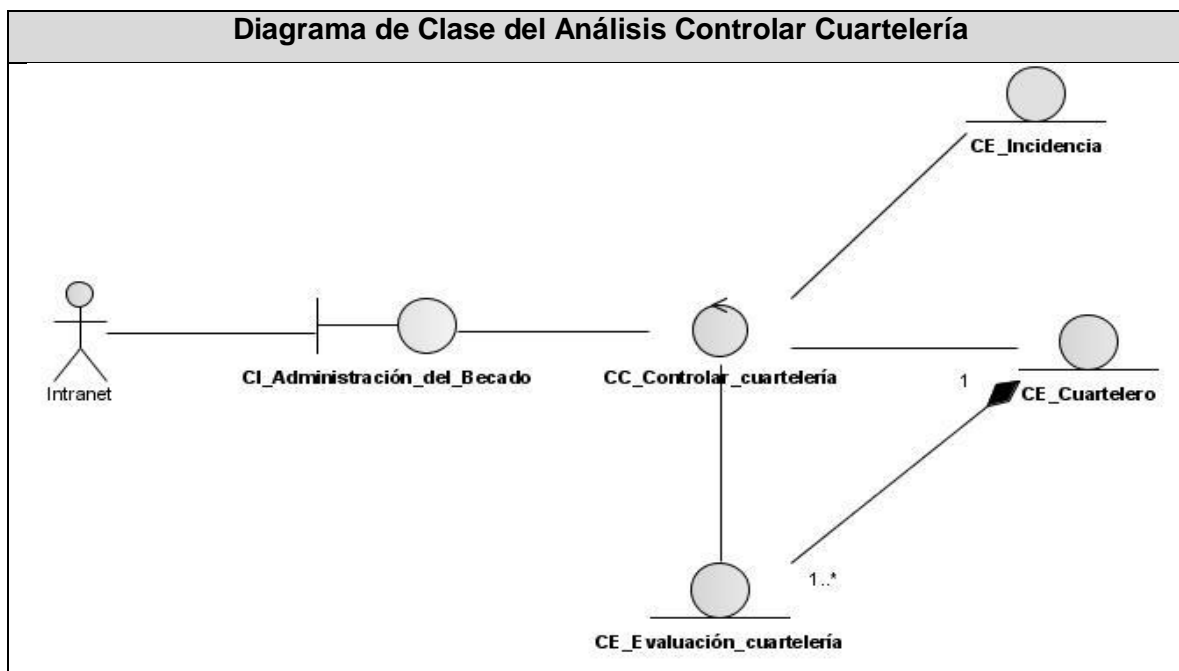 Diagrama de Clase del Análisis Controlar Cuartelería
CE_Incidencia
Intranet
CI_Administración_del_Becado
CC_Controlar_cuartelería
1
CE_Cuartelero
1..*
CE_Evaluación_cuartelería